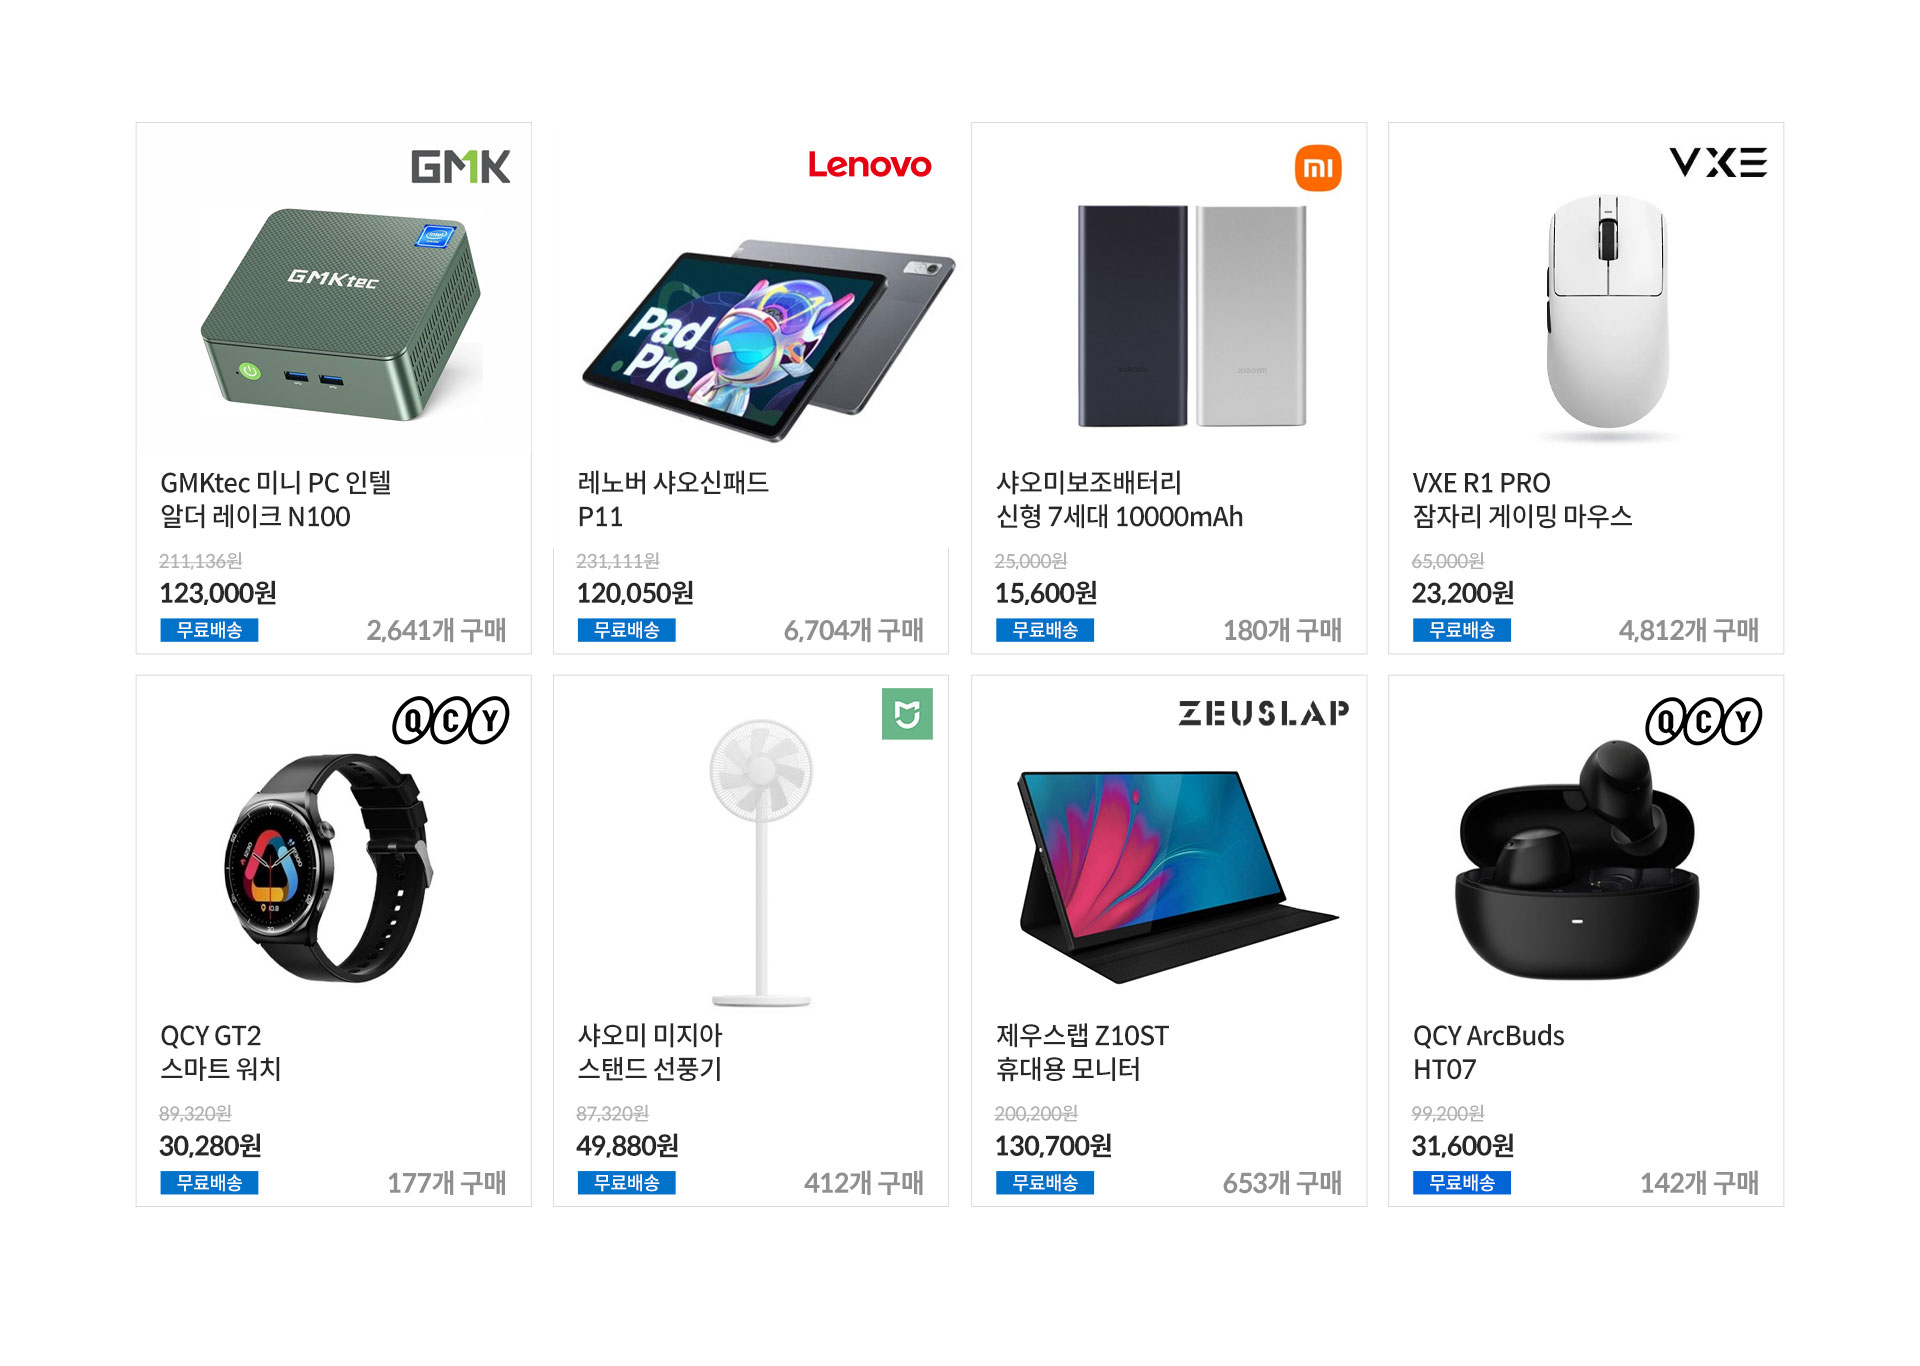 GMK
GMKtec
intel
GMKtec 미니 PC 인텔
알더 레이크 N100
211,136원
123,000원
무료배송
2,641개 구매
Lenovo
Pad
Pro
레노버 샤오신패드
P11
231,111원
120,050원
무료배송
6,704개 구매
mi
xiaomi
xiaomi
샤오미보조배터리
신형 7세대 10000mAh
25,000원
15,600원
무료배송
180개 구매
VXE
VXE R1 PRO
잠자리 게이밍 마우스
65,000원
23,200원
무료배송
4,812개 구매
QCY
QCY GT2
스마트 워치
89,320원
30,280원
무료배송
177개 구매
샤오미 미지아
스탠드 선풍기
87,320원
49,880원
무료배송
412개 구매
ZEUSLAP
제우스랩 Z10ST
휴대용 모니터
200,200원
130,700원
무료배송
653개 구매
QCY
QCY ArcBuds
HT07
99,200원
31,600원
무료배송
142개 구매